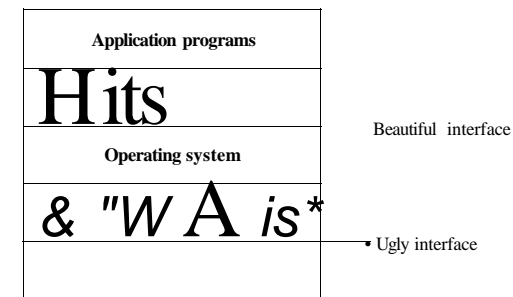 Application programs
Hits
Beautiful interface
Operating system
& "W A is*
• Ugly interface